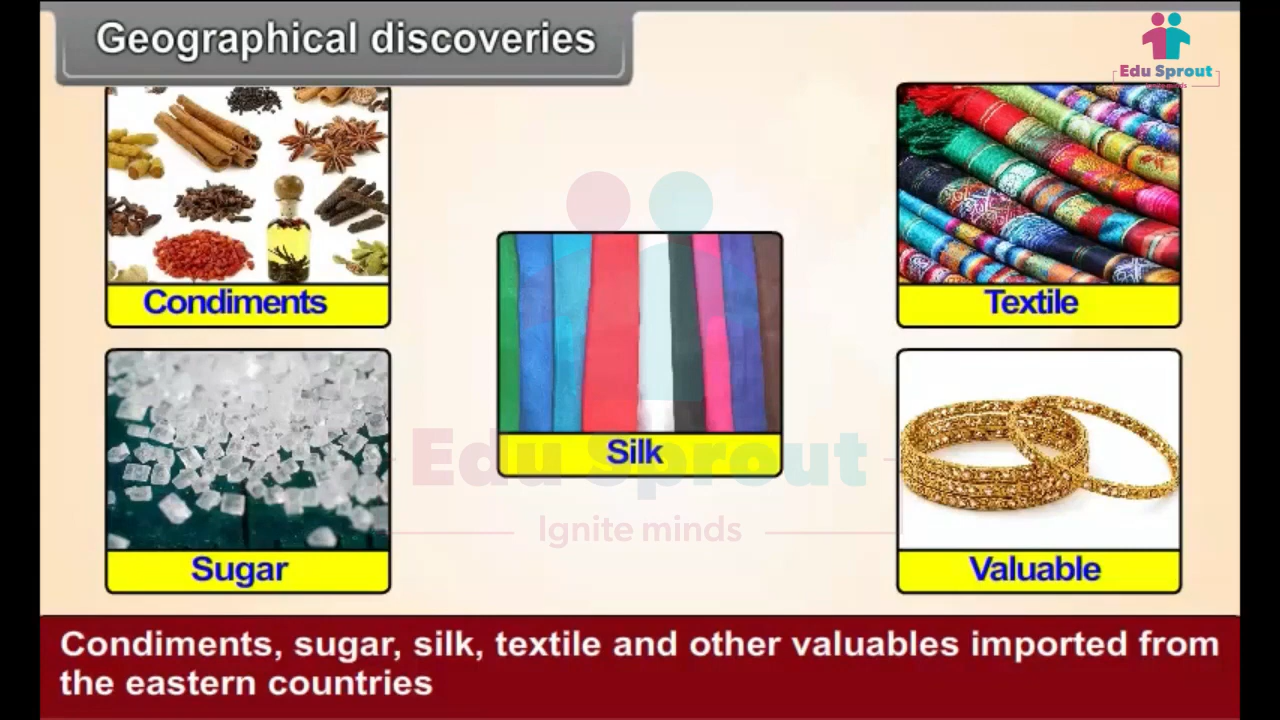 Geographical discoveries
Edu Sprout
Condiments
Textile
Silk
Edu Sprout
Ignite minds
Sugar
Valuable
Condiments, sugar, silk, textile and other valuables imported from
the eastern countries